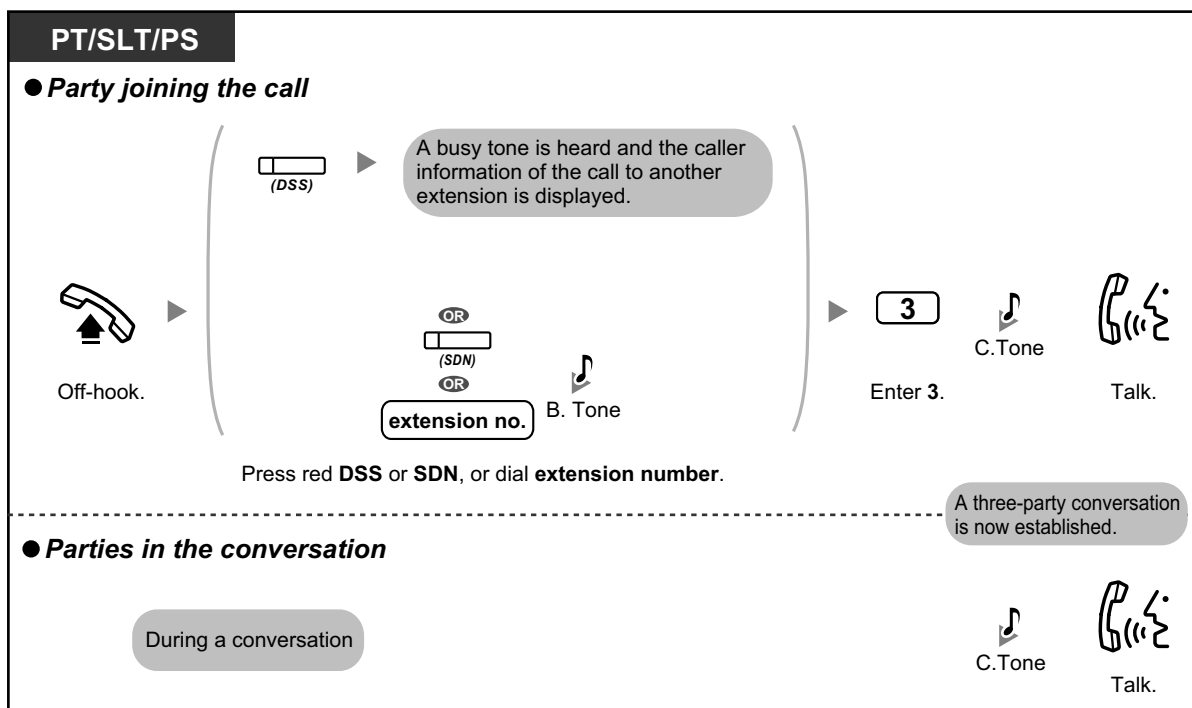 PT/SLT/PS
● Party joining the call
(DSS)
A busy tone is heard and the caller
information of the call to another
extension is displayed.
OR
(SDN)
OR
extension no.
B. Tone
3
C.Tone
Off-hook.
Enter 3.
Talk.
Press red DSS or SDN, or dial extension number.
A three-party conversation
is now established.
● Parties in the conversation
During a conversation
C.Tone
Talk.